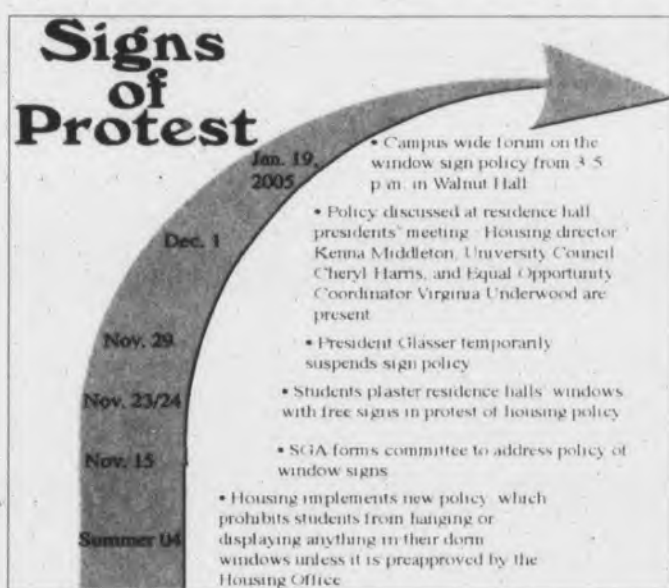 Signs
of
Protest
Jan. 19,
2005
• Campus wide forum on the
window sign policy from 3-5
p.m. in Walnut Hall
Dec. 1
• Policy discussed at residence hall
presidents' meeting Housing director
Kenna Middleton, University Council
Cheryl Harris, and Equal Opportunity
Coordinator Virginia Underwood are
present
Nov. 29
• President Glasser temporarily
suspends sign policy
Nov. 23/24
• Students plaster residence halls' windows
with free signs in protest of housing policy
Nov. 15
• SGA forms committee to address policy of
window signs
Summer 04
• Housing implements new policy which
prohibits students from hanging or
displaying anything in their dorm
windows unless it is preapproved by the
Housing Office